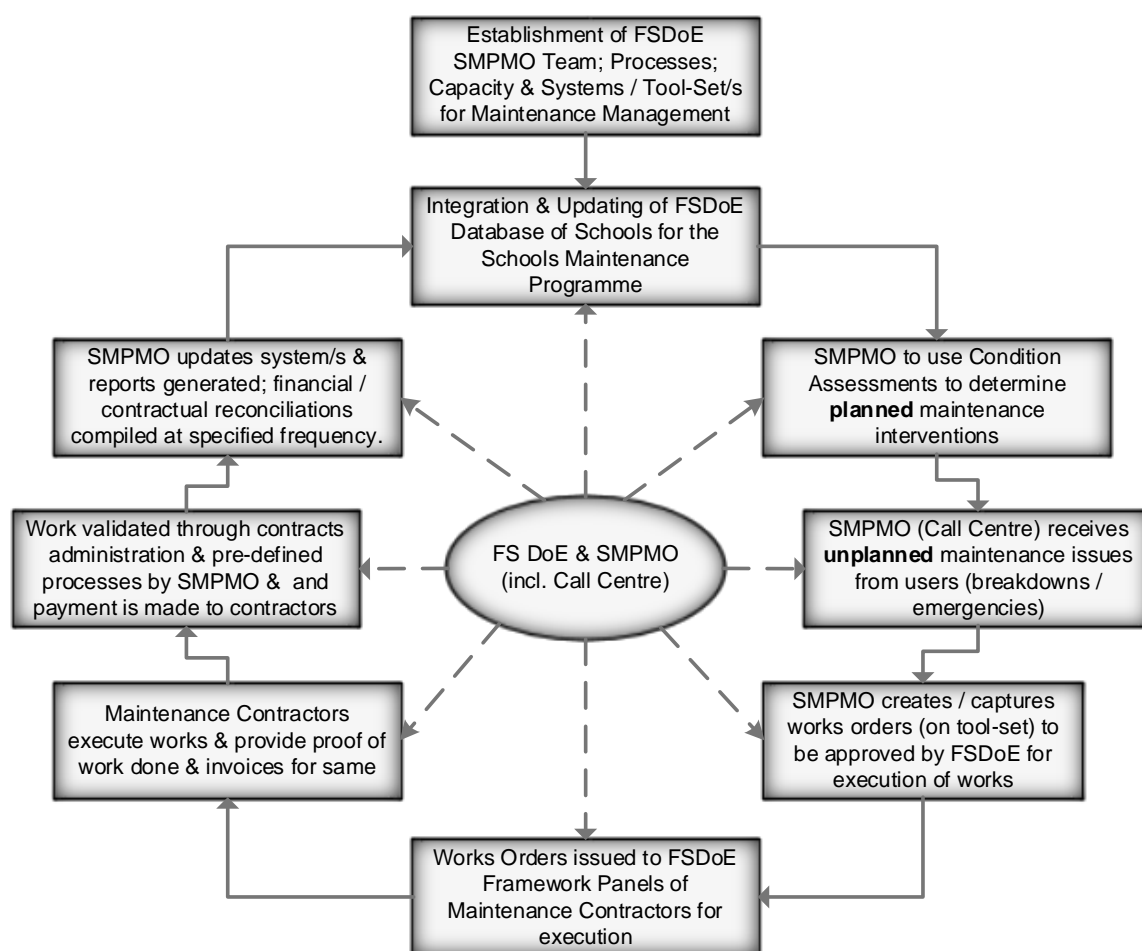 Establishment of FSDoE
SMPMO Team; Processes;
Capacity & Systems / Tool-Set/s
for Maintenance Management
Integration & Updating of FSDoE
Database of Schools for the
Schools Maintenance
Programme
SMPMO updates system/s &
reports generated; financial /
contractual reconciliations
compiled at specified frequency.
SMPMO to use Condition
Assessments to determine
planned maintenance
interventions
Work validated through contracts
administration & pre-defined
processes by SMPMO &  and
payment is made to contractors
FS DoE & SMPMO
(incl. Call Centre)
SMPMO (Call Centre) receives
unplanned maintenance issues
from users (breakdowns /
emergencies)
Maintenance Contractors
execute works & provide proof of
work done & invoices for same
SMPMO creates / captures
works orders (on tool-set) to
be approved by FSDoE for
execution of works
Works Orders issued to FSDoE
Framework Panels of
Maintenance Contractors for
execution